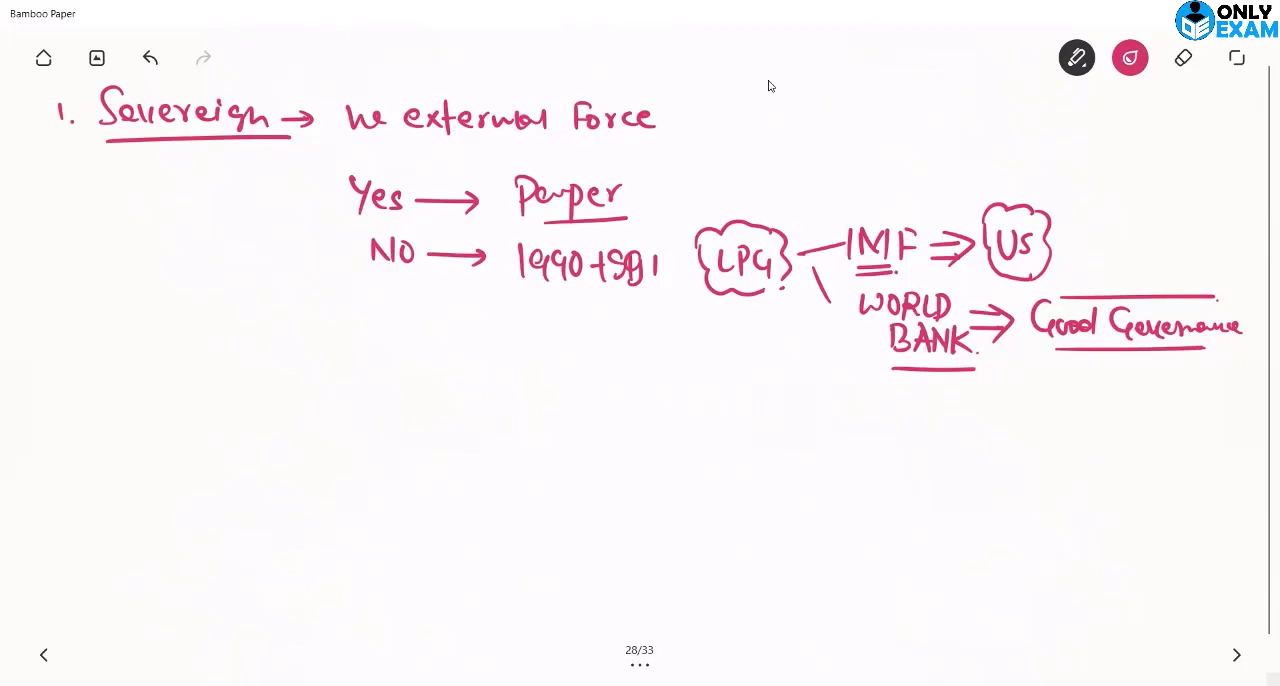 Bamboo Paper
ONLY
EXAM
1. Sovereign → no external Force
Yes → Paper
No → 1990 1991 LPG IMF ⇒ US
WORLD
BANK. ⇒ Good Governance
28/33